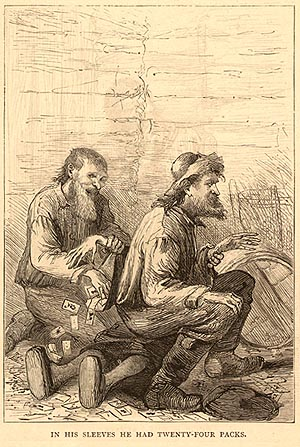 IN HIS SLEEVES HE HAD TWENTY-FOUR PACKS.